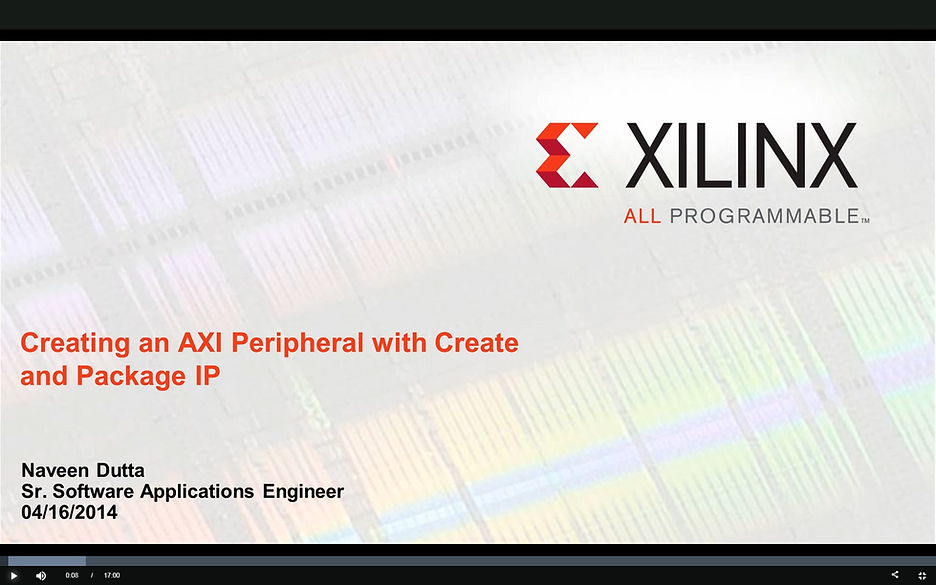 XILINX
ALL PROGRAMMABLE™
Creating an AXI Peripheral with Create
and Package IP
Naveen Dutta
Sr. Software Applications Engineer
04/16/2014
0:08 / 17:00